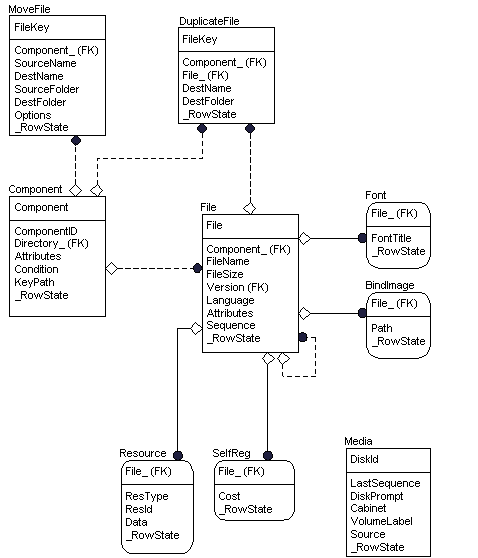 MoveFile
FileKey
Component_ (FK)
SourceName
DestName
SourceFolder
DestFolder
Options
_RowState
DuplicateFile
FileKey
Component_ (FK)
File_ (FK)
DestName
DestFolder
_RowState
Component
Component
ComponentID
Directory_ (FK)
Attributes
Condition
KeyPath
_RowState
File
File
Component_ (FK)
FileName
FileSize
Version (FK)
Language
Attributes
Sequence
_RowState
Font
File_ (FK)
FontTitle
_RowState
BindImage
File_ (FK)
Path
_RowState
Resource
File_ (FK)
ResType
ResId
Data
_RowState
SelfReg
File_ (FK)
Cost
_RowState
Media
DiskId
LastSequence
DiskPrompt
Cabinet
VolumeLabel
Source
_RowState